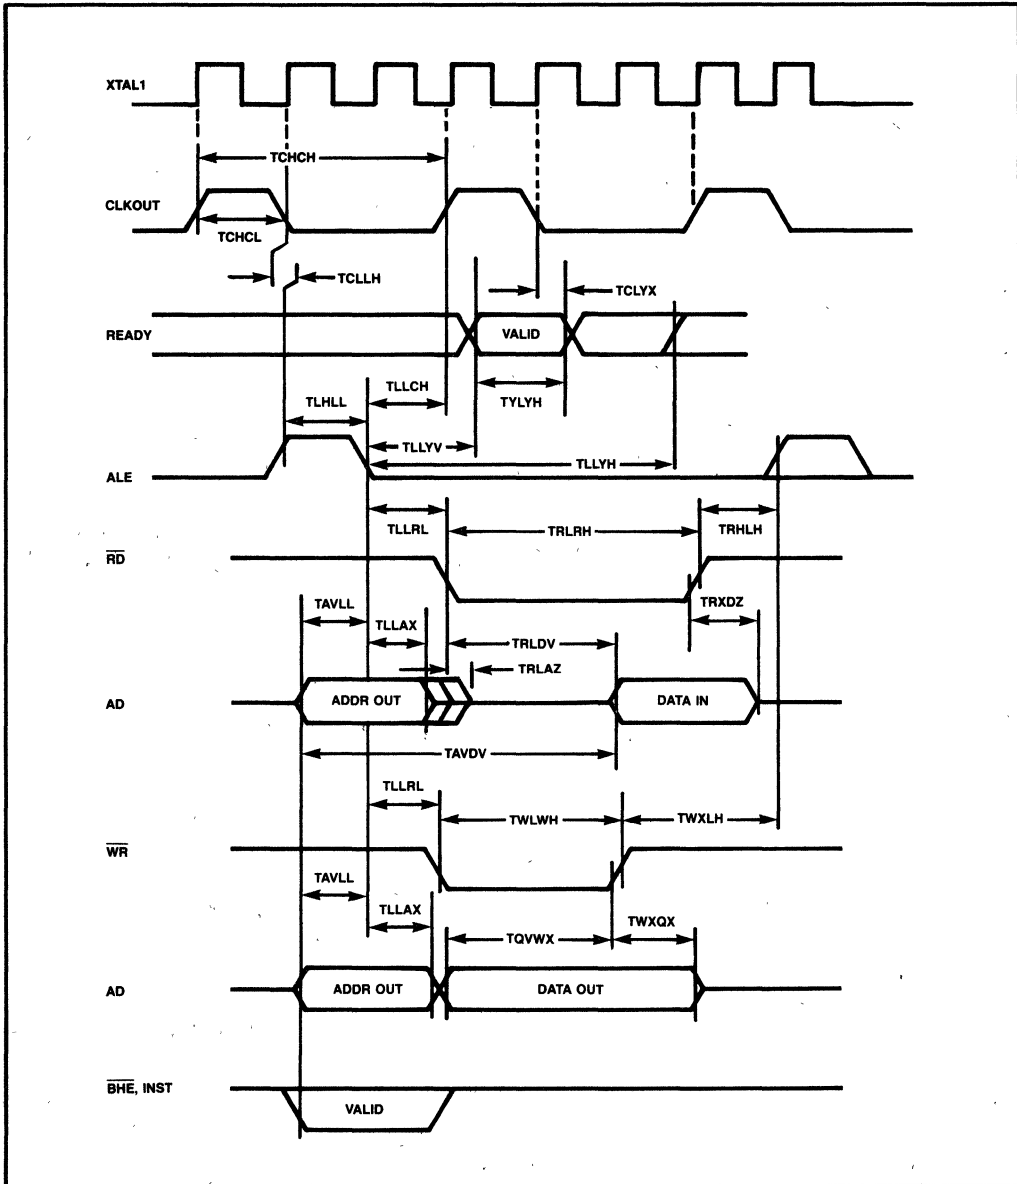 XTAL1
TCHCH
CLKOUT
TCHCL
TCLLH
TCLYX
READY
VALID
TLLCH
TYLYH
TLHLL
TLLYV
TLLYH
ALE
TLLRL
TRLRH
TRHLH
RD
TAVLL
TRXDZ
TLLAX
TRLDV
TRLAZ
AD
ADDR OUT
DATA IN
TAVDV
TLLRL
TWLWH
TWXLH
WR
TAVLL
TLLAX
TQVWX
TWXQX
AD
ADDR OUT
DATA OUT
BHE, INST
VALID